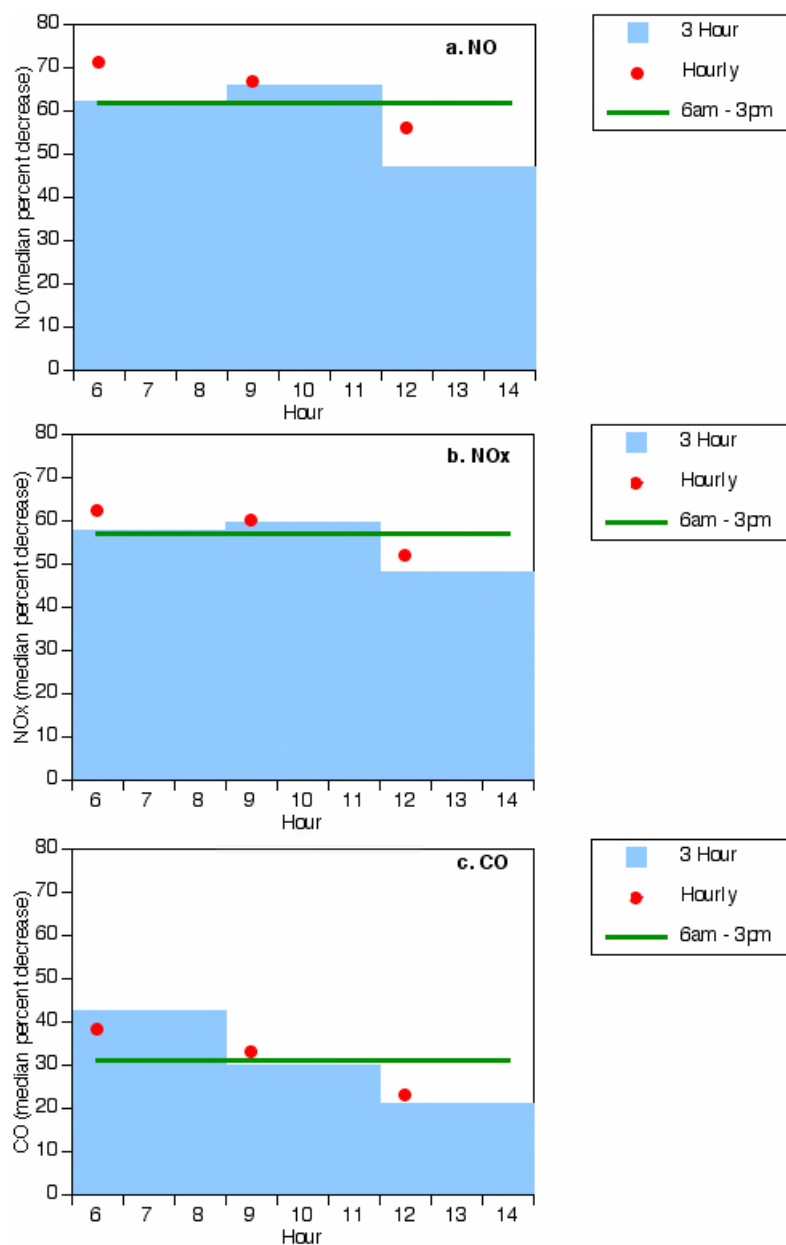 80
70
60
50
40
30
20
10
0
NO (median percent decrease)
a. NO
6 7 8 9 10 11 12 13 14
Hour
3 Hour
Hourly
6am - 3pm
80
70
60
50
40
30
20
10
0
NOx (median percent decrease)
b. NOx
6 7 8 9 10 11 12 14
Hour
3 Hour
Hourly
6am - 3pm
80
70
60
50
40
30
20
10
0
CO (median percent decrease)
c. CO
6 7 8 9 10 11 12 14
Hour
3 Hour
Hourly
6am - 3pm